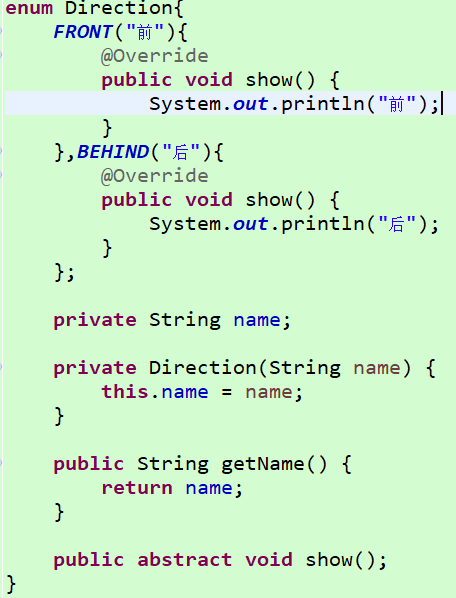 enum Direction{
    FRONT("前"){
        @Override
        public void show() {
            System.out.println("前");
        }
    },BEHIND("后"){
        @Override
        public void show() {
            System.out.println("后");
        }
    };

    private String name;

    private Direction(String name) {
        this.name = name;
    }

    public String getName() {
        return name;
    }

    public abstract void show();
}